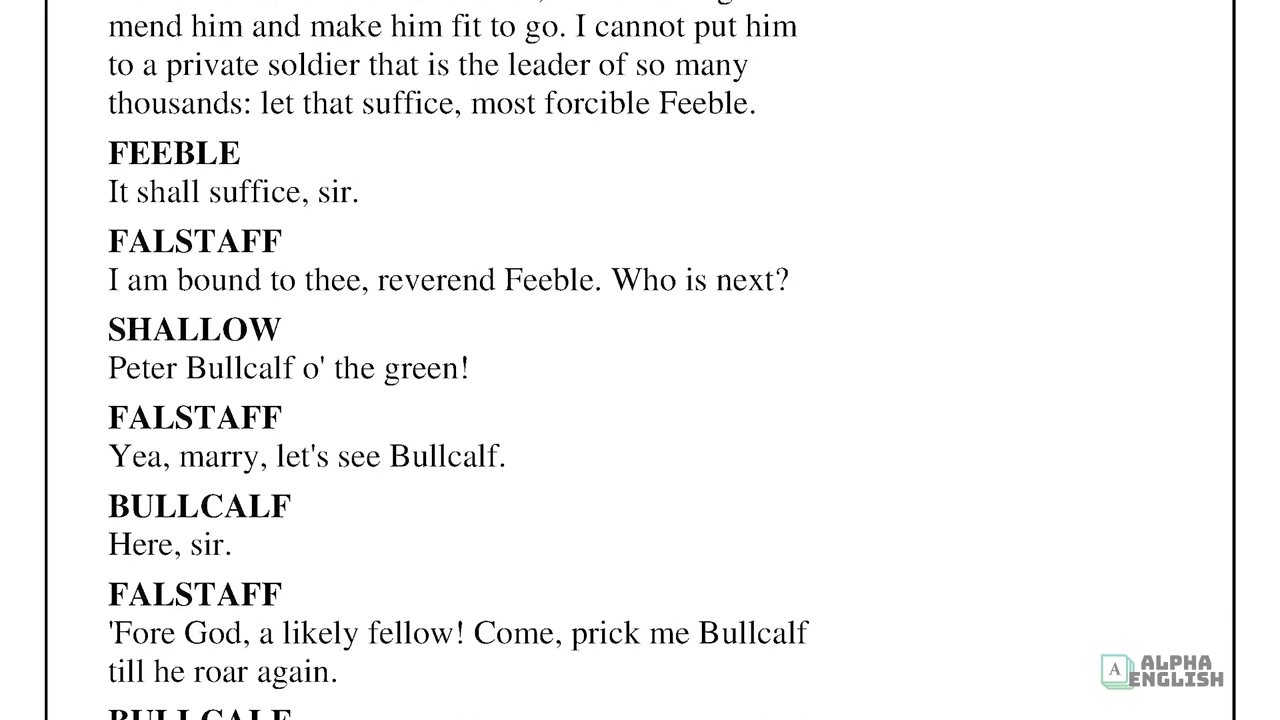 mend him and make him fit to go. I cannot put him
to a private soldier that is the leader of so many
thousands: let that suffice, most forcible Feeble.
FEEBLE
It shall suffice, sir.
FALSTAFF
I am bound to thee, reverend Feeble. Who is next?
SHALLOW
Peter Bullcalf o' the green!
FALSTAFF
Yea, marry, let's see Bullcalf.
BULLCALF
Here, sir.
FALSTAFF
'Fore God, a likely fellow! Come, prick me Bullcalf
till he roar again.
BULLCALF
A ALPHA
ENGLISH